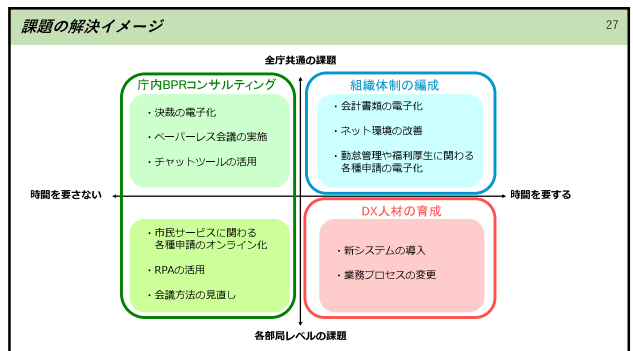 課題の解決イメージ
27
全庁共通の課題
庁内BPRコンサルティング
・決裁の電子化
・ペーパーレス会議の実施
・チャットツールの活用
組織体制の編成
・会計書類の電子化
・ネット環境の改善
・勤怠管理や福利厚生に関わる
各種申請の電子化
時間を要さない
時間を要する
・市民サービスに関わる
各種申請のオンライン化
・RPAの活用
・会議方法の見直し
DX人材の育成
・新システムの導入
・業務プロセスの変更
各部局レベルの課題